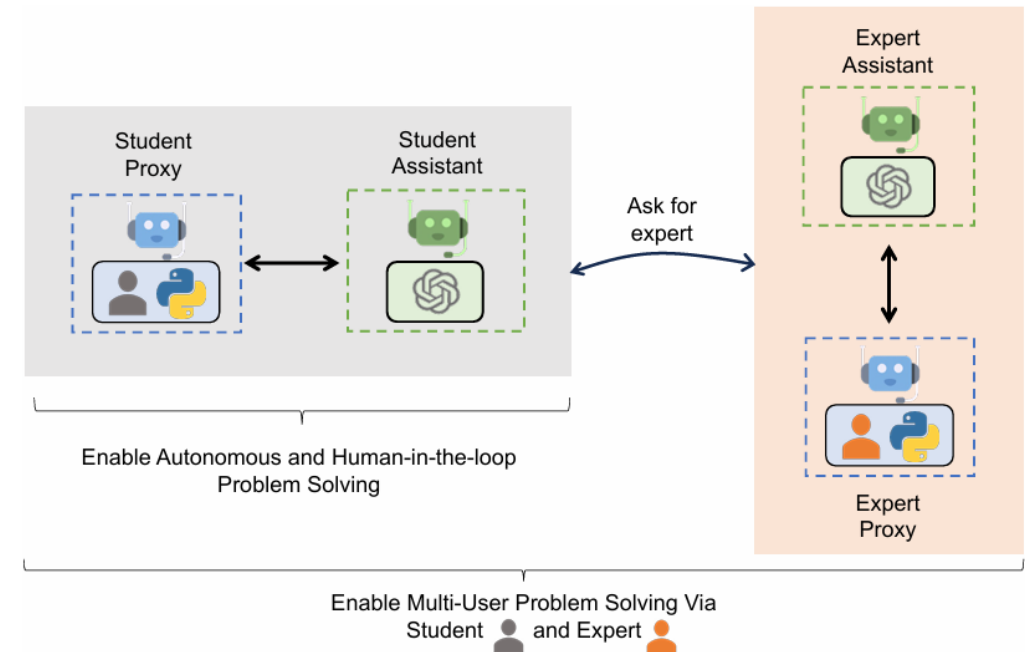 Expert
Assistant
Student
Proxy
Student
Assistant
Ask for
expert
Enable Autonomous and Human-in-the-loop
Problem Solving
Expert
Proxy
Enable Multi-User Problem Solving Via
Student and Expert